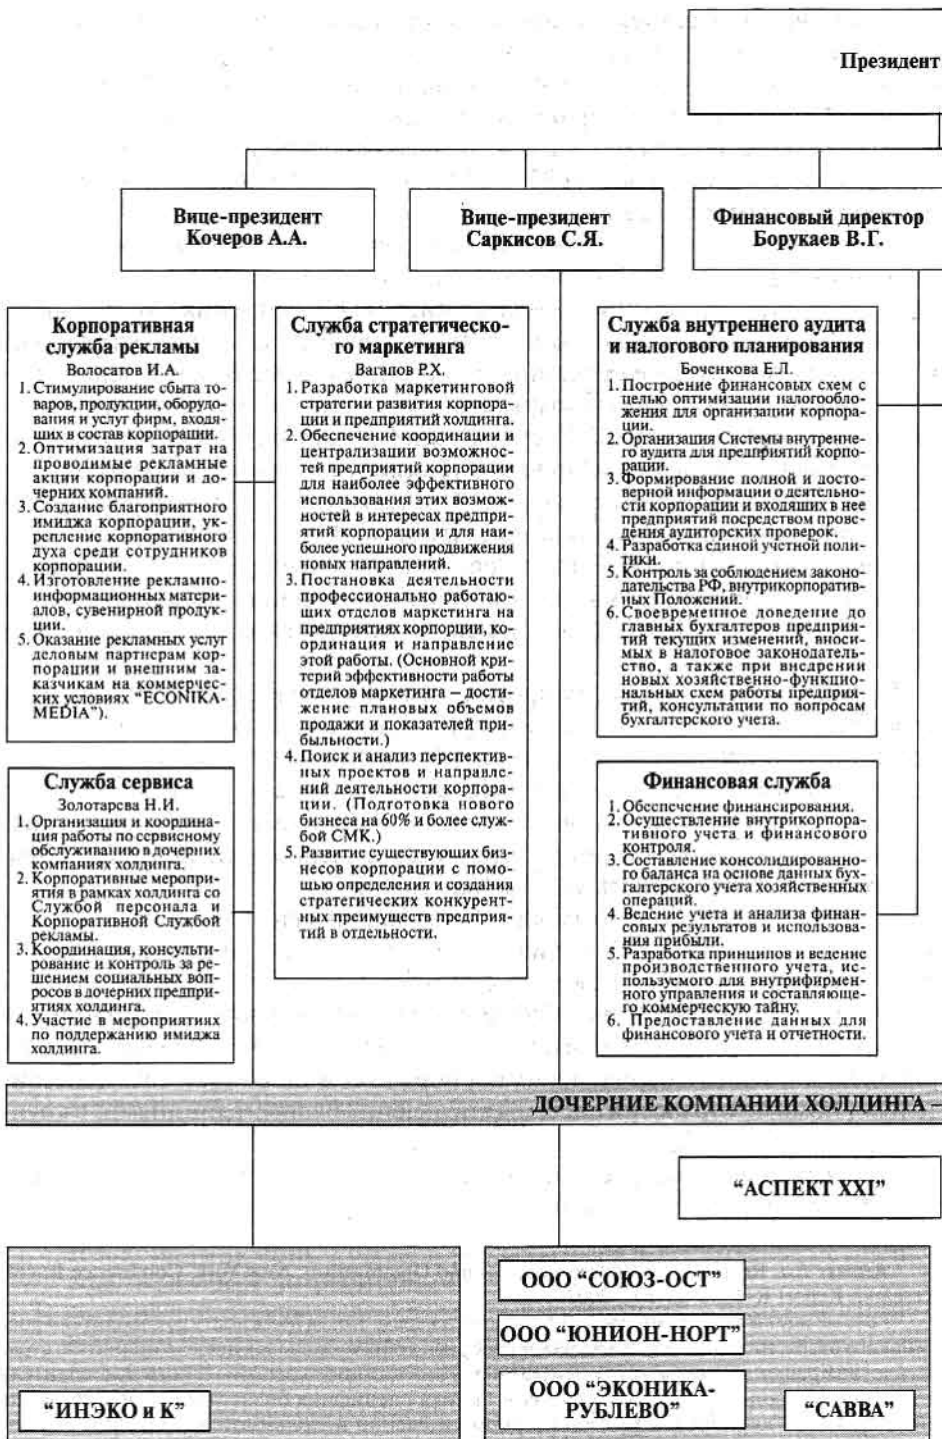 Президент
Вице-президент
Кочеров А.А.
Вице-президент
Саркисов С.Я.
Финансовый директор
Борукаев В.Г.
Корпоративная
служба рекламы
Волосатов И.А.
1. Стимулирование сбыта то-
варов, продукции, оборудо-
вания и услуг фирм, входя-
щих в состав корпорации.
2. Оптимизация затрат на
проводимые рекламные
акции корпорации и до-
черних компаний.
3. Создание благоприятного
имиджа корпорации, ук-
репление корпоративного
духа среди сотрудников
корпорации.
4. Изготовление рекламно-
информационных матери-
алов, сувенирной продук-
ции.
5. Оказание рекламных услуг
деловым партнерам кор-
порации и внешним за-
казчикам на коммерчес-
ких условиях "ECONIKA-
MEDIA").
Служба стратегическо-
го маркетинга
Вагапов Р.Х.
1. Разработка маркетинговой
стратегии развития корпора-
ции и предприятий холдинга.
2. Обеспечение координации и
централизации возможнос-
тей предприятий корпорации
для наиболее эффективного
использования этих возмож-
ностей в интересах предпри-
ятий корпорации и для наи-
более успешного продвижения
новых направлений.
3. Постановка деятельности
профессионально работаю-
щих отделов маркетинга на
предприятиях корпорции, ко-
ординация и направление
этой работы. (Основной кри-
терий эффективности работы
отделов маркетинга – дости-
жение плановых объемов
продажи и показателей при-
быльности.)
4. Поиск и анализ перспектив-
ных проектов и направле-
ний деятельности корпора-
ции. (Подготовка нового
бизнеса на 60% и более служ-
бой СМК.)
5. Развитие существующих биз-
несов корпорации с помо-
щью определения и создания
стратегических конкурент-
ных преимуществ предприя-
тий в отдельности.
Служба внутреннего аудита
и налогового планирования
Боченкова Е.Л.
1. Построение финансовых схем с
целью оптимизации налогообло-
жения для организации корпора-
ции.
2. Организация Системы внутренне-
го аудита для предприятий корпо-
рации.
3. Формирование полной и досто-
верной информации о деятельно-
сти корпорации и входящих в нее
предприятий посредством прове-
дения аудиторских проверок.
4. Разработка единой учетной поли-
тики.
5. Контроль за соблюдением законо-
дательства РФ, внутрикорпоратив-
ных Положений.
6. Своевременное доведение до
главных бухгалтеров предприя-
тий текущих изменений, вноси-
мых в налоговое законодатель-
ство, а также при внедрении
новых хозяйственно-функцио-
нальных схем работы предприя-
тий, консультации по вопросам
бухгалтерского учета.
Служба сервиса
Золотарева Н.И.
1. Организация и координа-
ция работы по сервисному
обслуживанию в дочерних
компаниях холлинга.
2. Корпоративные меропри-
ятия в рамках холлинга со
Службой персонала и
Корпоративной Службой
рекламы.
3. Координация, консульти-
рование и контроль за ре-
шением социальных воп-
росов в дочерних предпри-
ятиях холдинга.
4. Участие в мероприятиях
по поддержанию имиджа
холлинга.
Финансовая служба
1. Обеспечение финансирования.
2. Осуществление внутрикорпора-
тивного учета и финансового
контроля.
3. Составление консолидированно-
го баланса на основе данных бух-
галтерского учета хозяйственных
операций.
4. Ведение учета и анализа финан-
совых результатов и использова-
ния прибыли.
5. Разработка принципов и ведение
производственного учета, ис-
пользуемого для внутрифирмен-
ного управления и составляюще-
го коммерческую тайну.
6. Предоставление данных для
финансового учета и отчетности.
ДОЧЕРНИЕ КОМПАНИИ ХОЛДИНГА –
"АСПЕКТ XXI"
ООО "СОЮЗ-ОСТ"
ООО "ЮНИОН-НОРТ"
ООО "ЭКОНИКА-
РУБЛЕВО"
"ИНЭКО и К"
"САВВА"